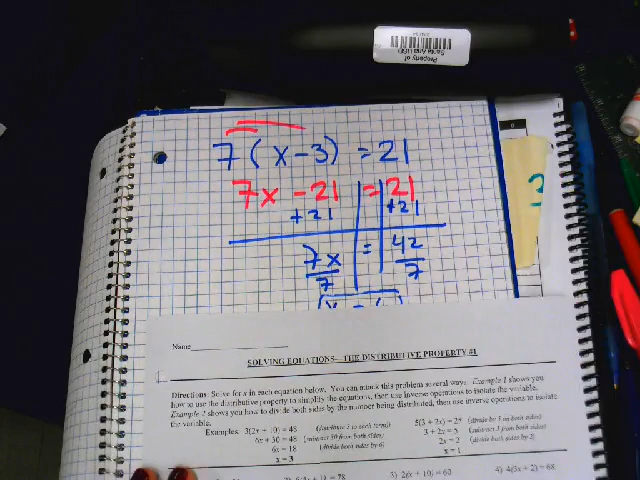 Property of
Santa Ana USD
7(x-3) = 21
7x -21 = 21
+21 +21
7x = 42
7 7
3
Name
SOLVING EQUATIONS—THE DISTRIBUTIVE PROPERTY #1
Directions: Solve for x in each equation below. You can attack this problem several ways. Example 1 shows you
how to use the distributive property to simplify the equations, then use inverse operations to isolate the variable.
Example 2 shows you how to divide both sides by the number being distributed, then use inverse operations to isolate
the variable.
Examples: 3(2x + 10) = 48 (distribute 3 to each term) 5(3 + 2x) = 25 (divide by 5 on both sides)
6x + 30 = 48 (subtract 30 from both sides) 3 + 2x = 5 (subtract 3 from both sides)
6x = 18 (divide both sides by 6) 2x = 2 (divide both sides by 2)
x = 3 x = 1
= 78 3) 2(x + 10) = 60 4) 4(3x + 2) = 68